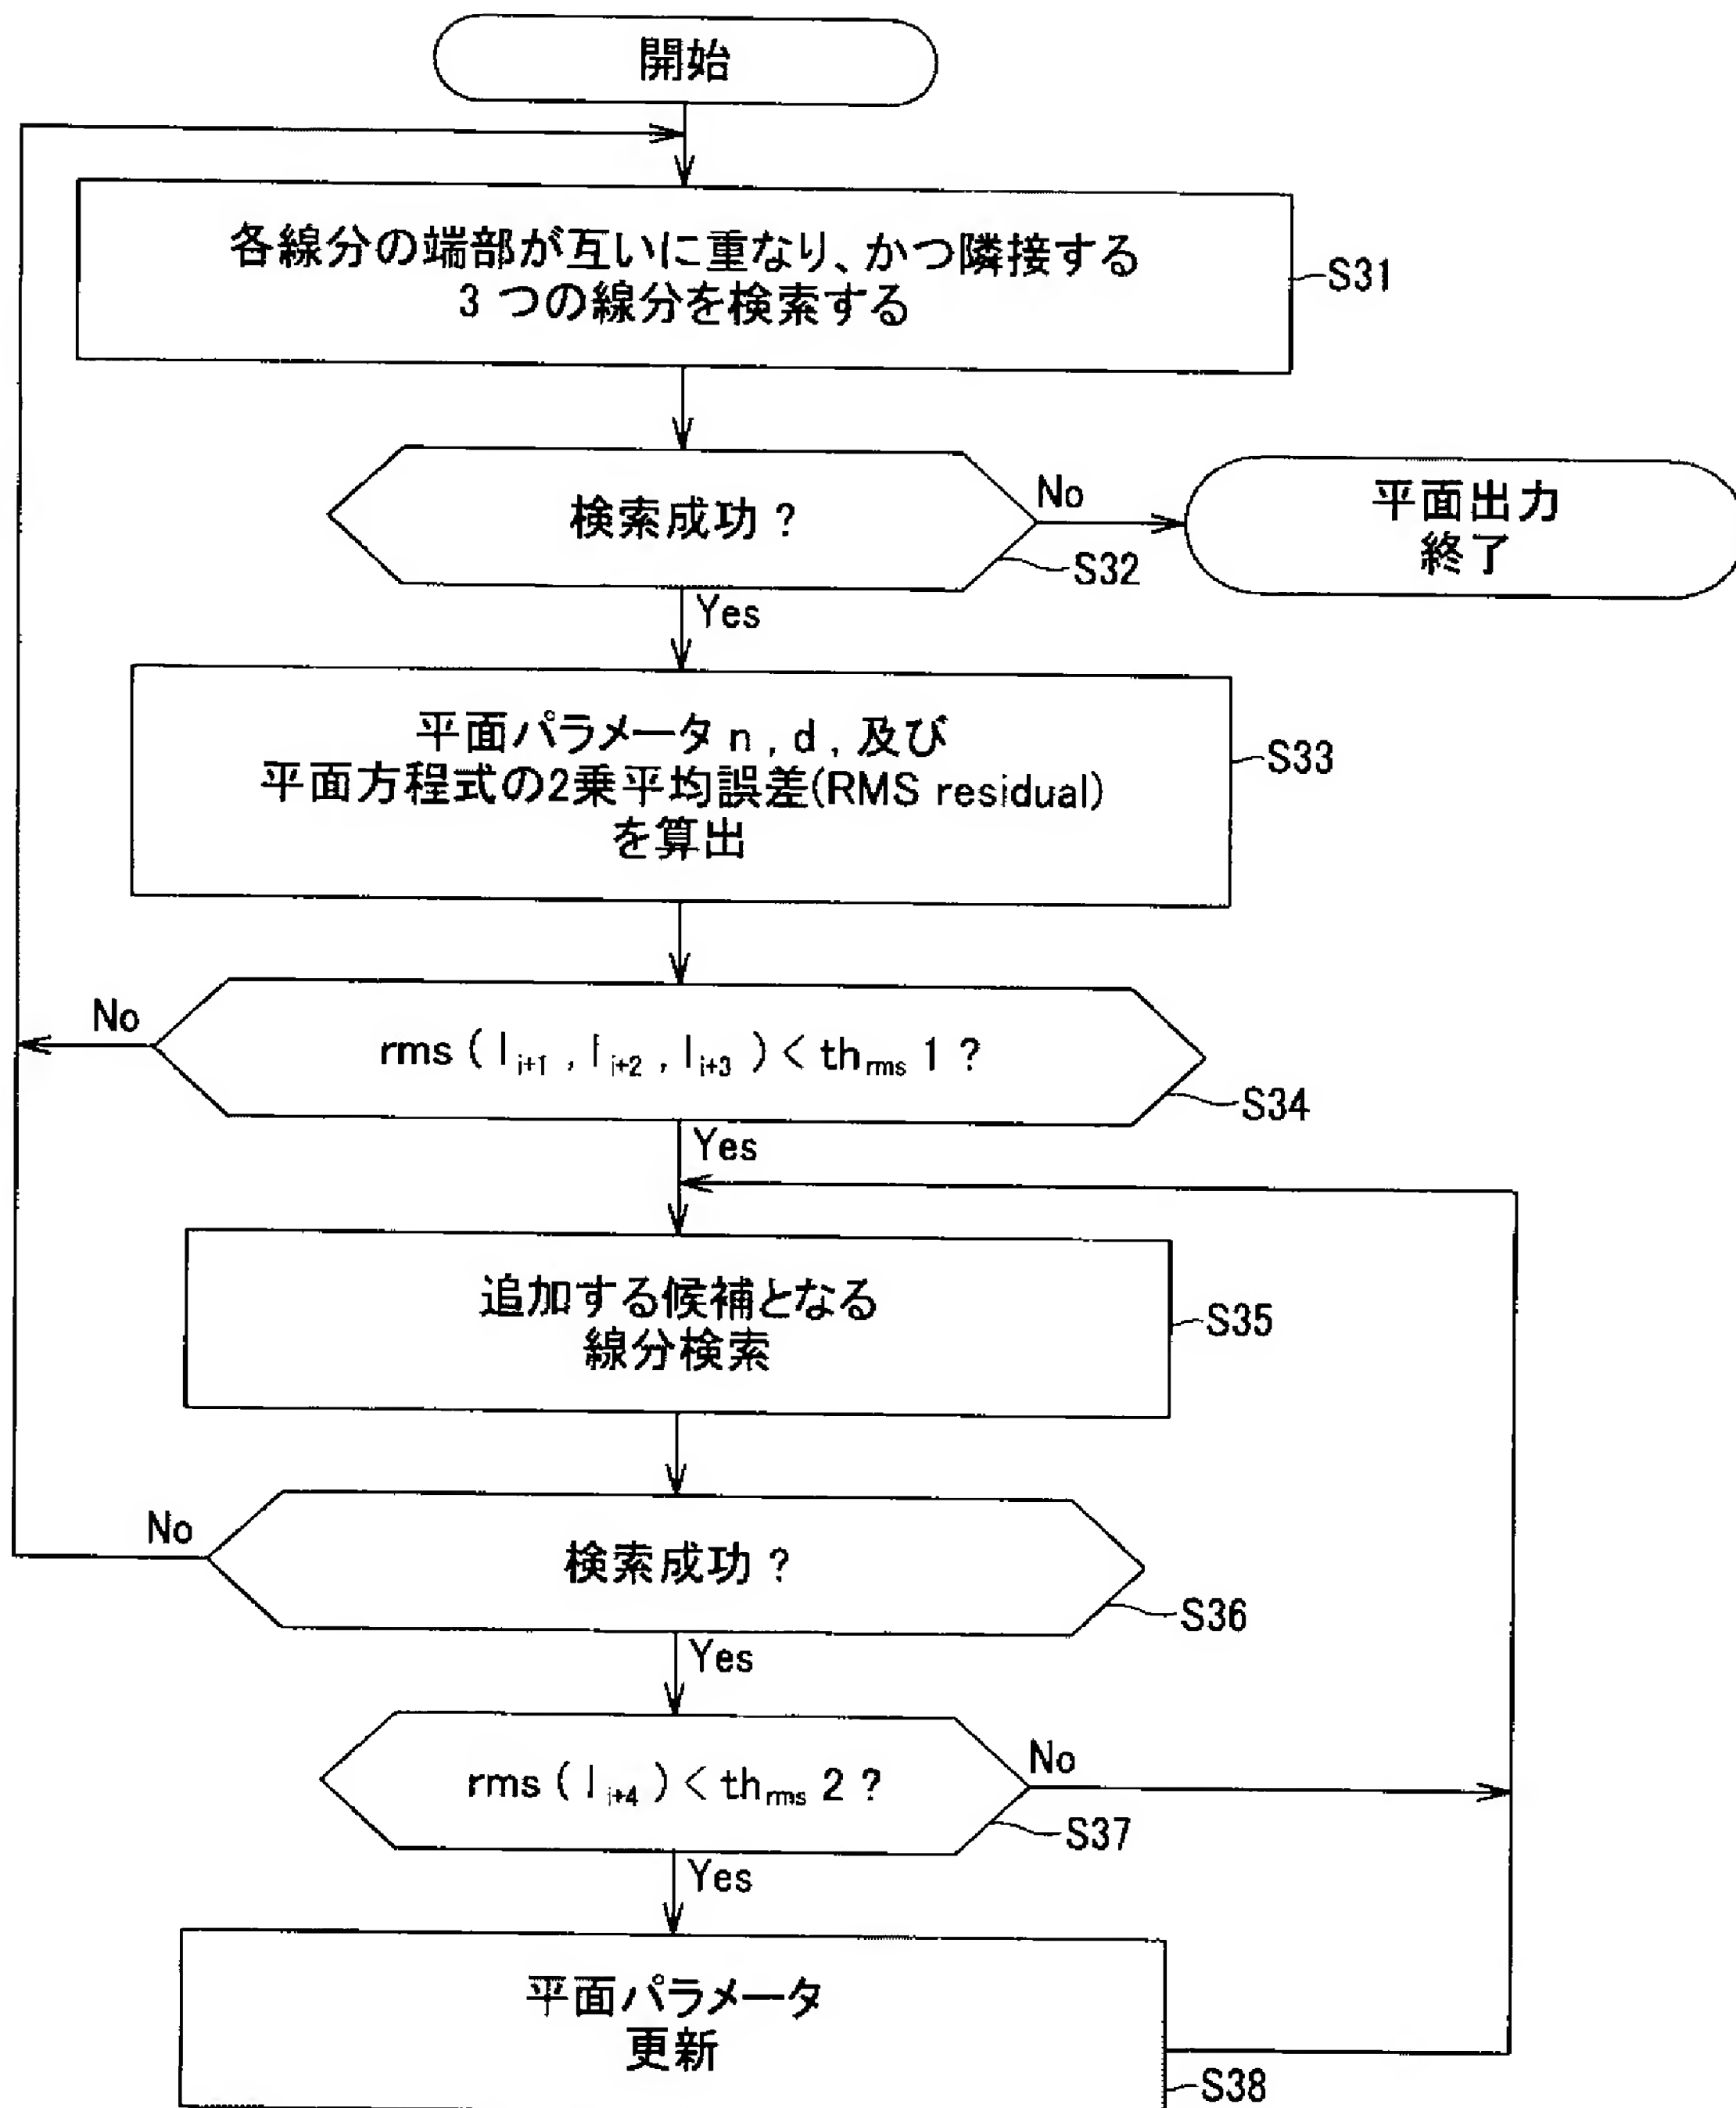 開始
各線分の端部が互いに重なり、かつ隣接する
3つの線分を検索する
S31
検索成功?
No
S32
平面出力
終了
Yes
平面パラメータn, d, 及び
平面方程式の2乗平均誤差(RMS residual)
を算出
S33
No
rms ( l i+1 , l i+2 , l i+3 ) < th rms 1 ?
S34
Yes
追加する候補となる
線分検索
S35
No
検索成功?
S36
Yes
rms ( l i+4 ) < th rms 2 ?
No
S37
Yes
平面パラメータ
更新
S38